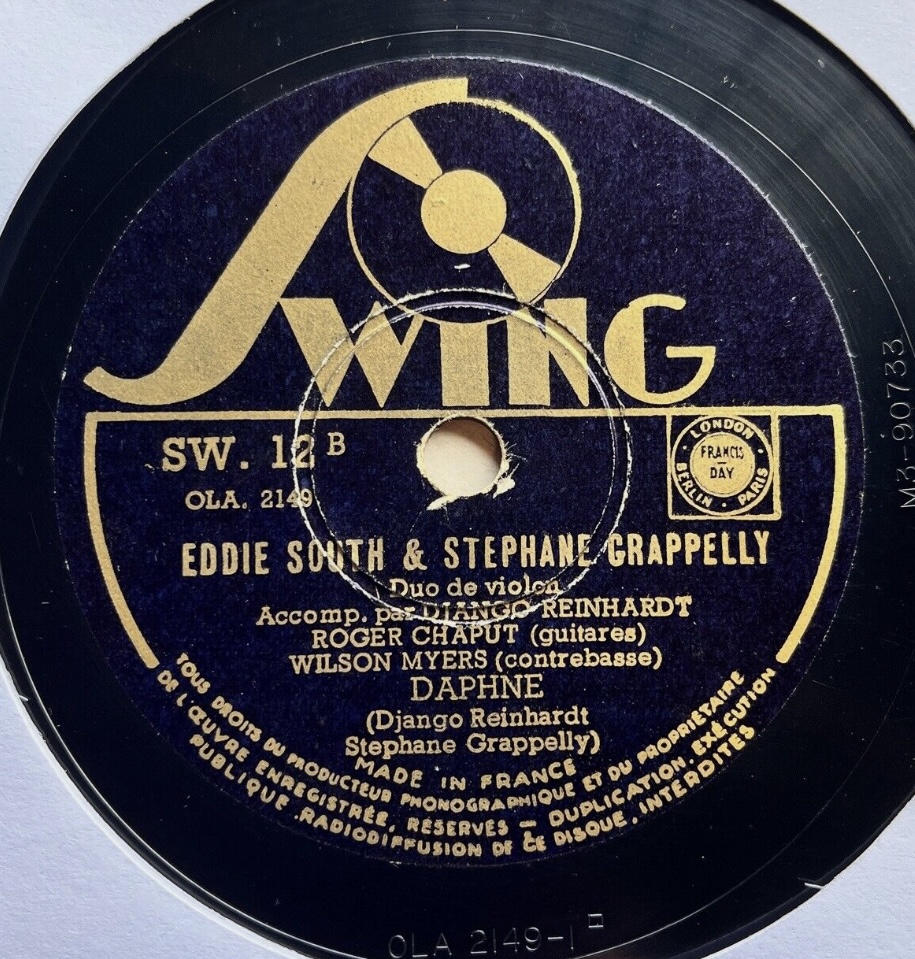 SWING
SW. 12 B
OLA. 2149
LONDON
FRANCIS
—
DAY
BERLIN • PARIS
EDDIE SOUTH & STEPHANE GRAPPELLY
Duo de violon
Accomp. par DJANGO REINHARDT
ROGER CHAPUT (guitares)
WILSON MYERS (contrebasse)
DAPHNE
(Django Reinhardt
Stephane Grappelly)
MADE IN FRANCE
TOUS DROITS DU PRODUCTEUR PHONOGRAPHIQUE ET DU PROPRIÉTAIRE
DE L'ŒUVRE ENREGISTRÉE, RÉSERVÉS — DUPLICATION, EXÉCUTION
PUBLIQUE & RADIODIFFUSION DE CE DISQUE, INTERDITES
M3-90733
OLA 2149-1